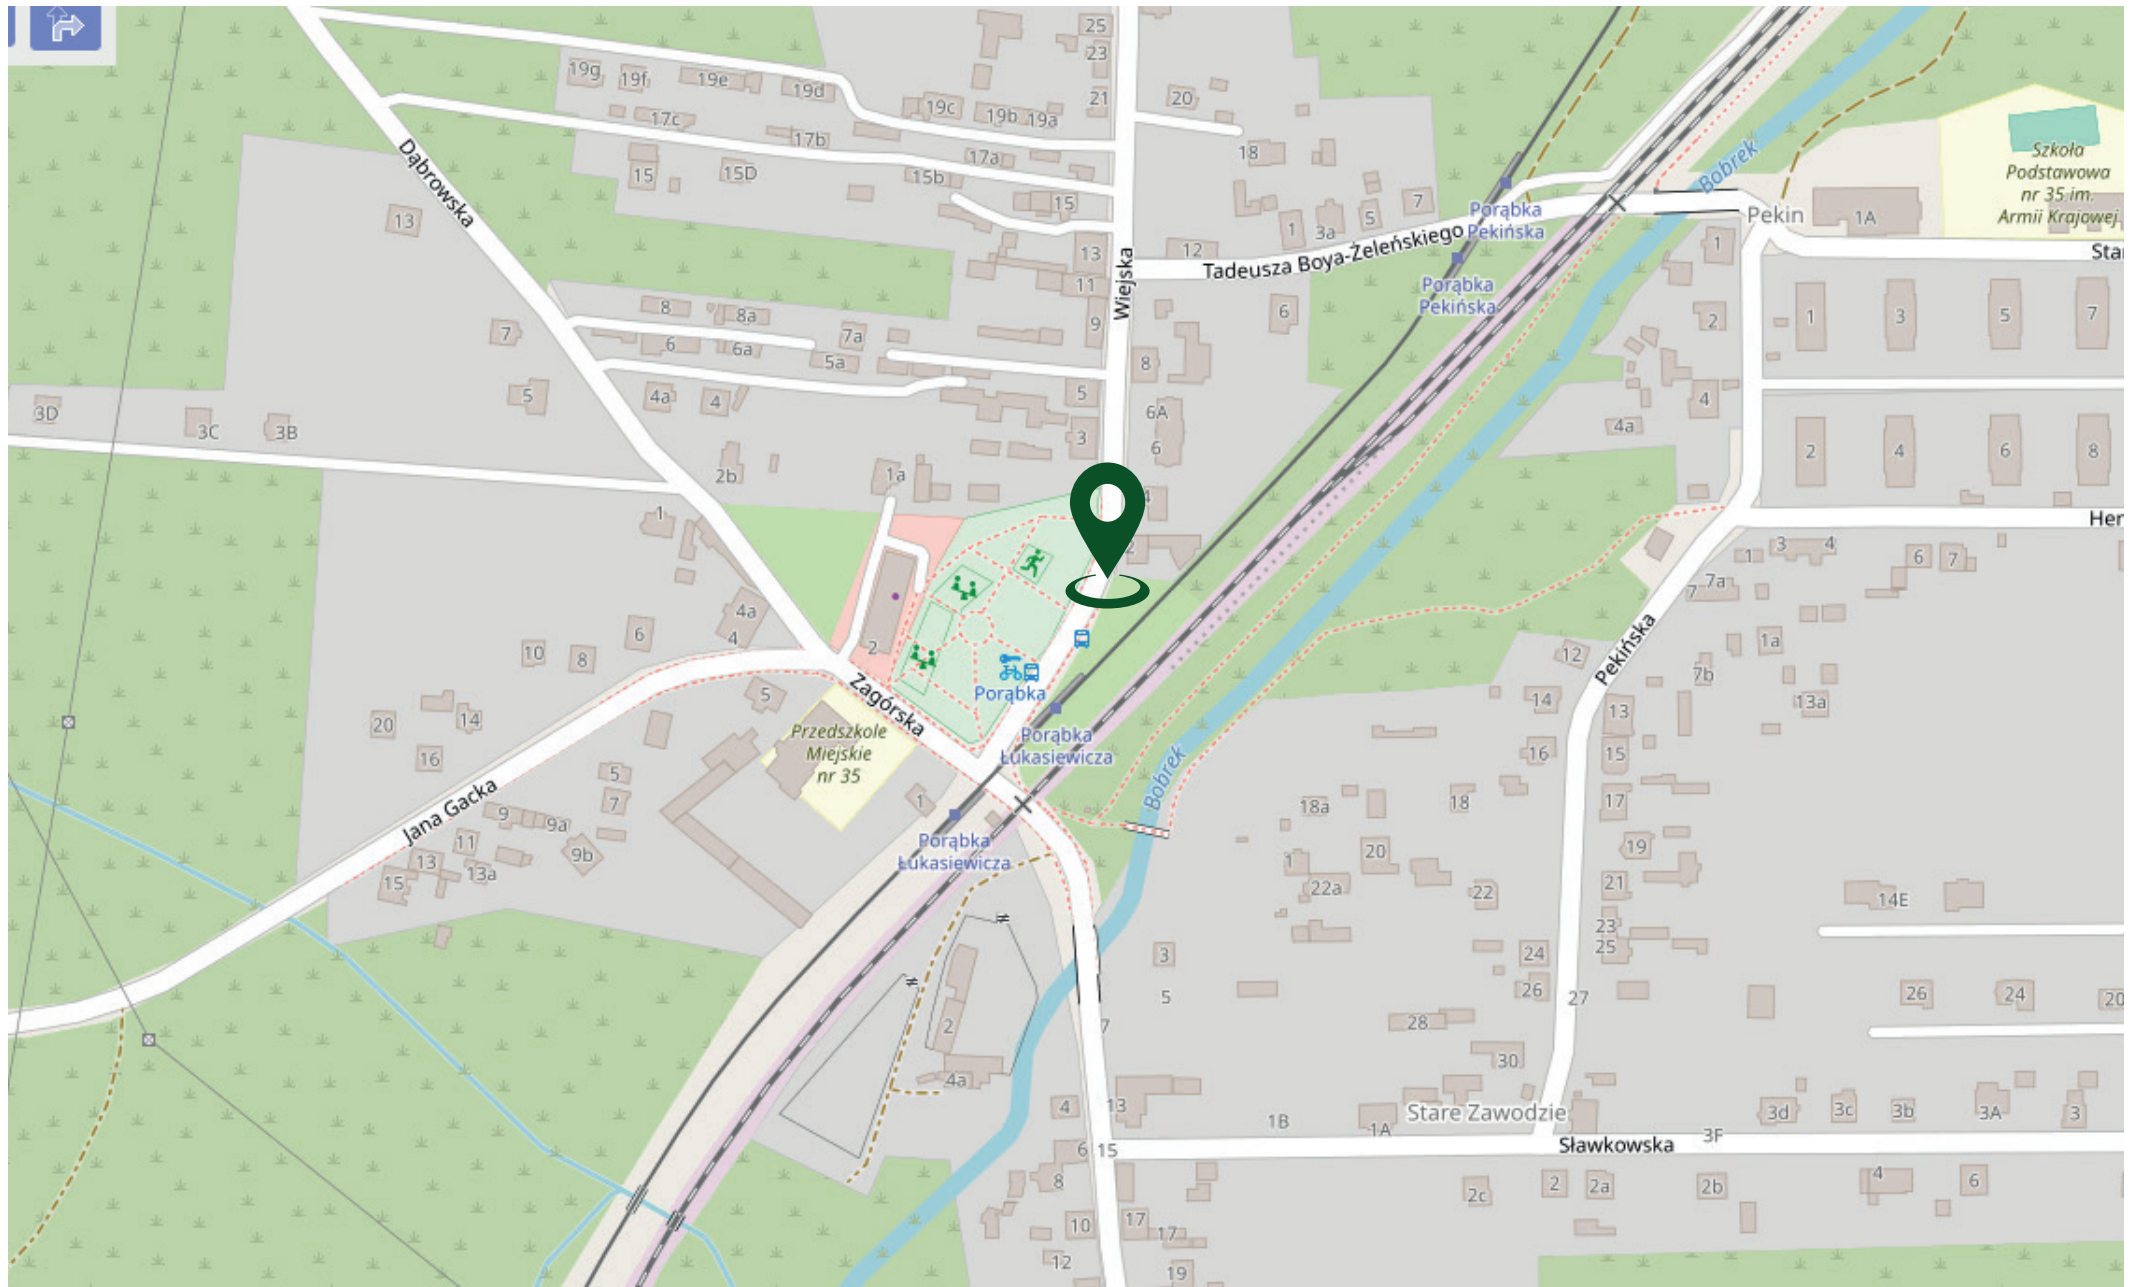 25
23
19g
19f
19e
19d
19c
19b
19a
21
20
17c
17b
17a
18
15
15D
15b
15
Dąbrowska
13
Szkoła
Podstawowa
nr 35 im.
Armii Krajowej
Bobrek
1A
Pekin
Porąbka
Pekińska
7
5
3a
1
12
Tadeusza Boya-Żeleńskiego
13
11
9
Wiejska
Porąbka
Pekińska
1
Sta
8
8a
7a
6
6a
5a
7
6
2
1
3
5
7
8
5
4a
4
5
3
6A
6
4
4a
2
4
6
8
3D
3C
3B
2b
1a
4
2
1
Her
1
3
4
6
7
7a
7
4a
4
6
10
8
2
5
Zagórska
Porąbka
Porąbka
Łukasiewicza
Przedszkole
Miejskie
nr 35
1
Porąbka
Łukasiewicza
20
14
16
Jana Gacka
5
7
9
9a
9b
11
13
13a
15
Bobrek
Pekińska
12
14
16
1a
7b
13a
13
15
17
19
21
23
25
27
18a
18
20
1
22a
22
24
26
28
30
14E
26
24
20
3
5
7
2
4a
4
13
6
15
8
10
17
17
12
19
1B
1A
Stare Zawodzie
Sławkowska
3F
3d
3c
3b
3A
3
2c
2
2a
2b
4
6